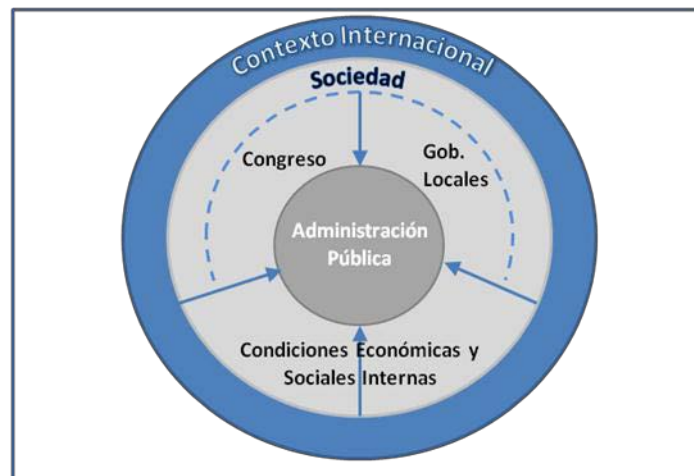 Contexto Internacional
Sociedad
Congreso
Gob.
Locales
Administración
Pública
Condiciones Económicas y
Sociales Internas